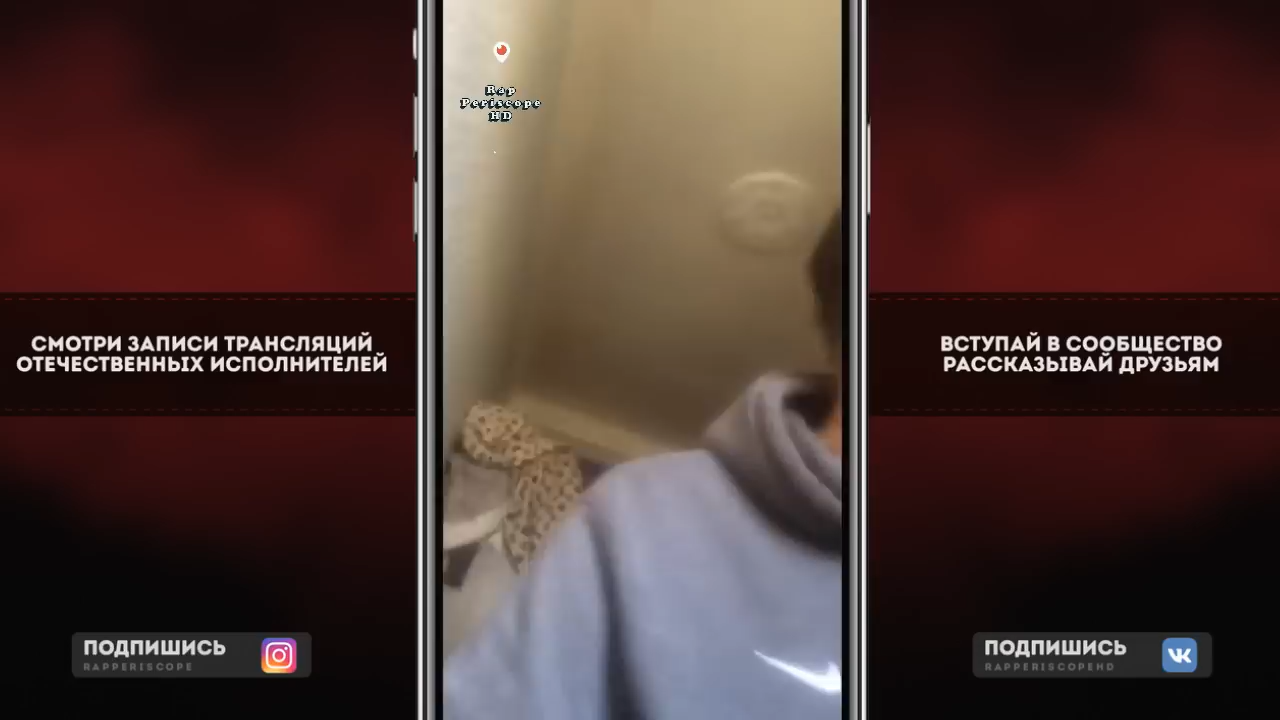 Rap
Periscope
HD
СМОТРИ ЗАПИСИ ТРАНСЛЯЦИЙ
ОТЕЧЕСТВЕННЫХ ИСПОЛНИТЕЛЕЙ
ВСТУПАЙ В СООБЩЕСТВО
РАССКАЗЫВАЙ ДРУЗЬЯМ
ПОДПИШИСЬ
RAPPERISCOPE
ПОДПИШИСЬ
RAPPERISCOPEHD